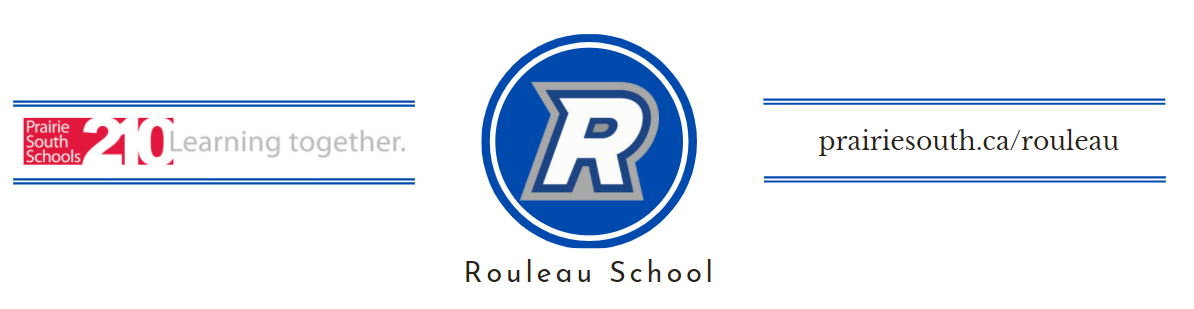 Prairie
South
Schools
210
Learning together.
R
Rouleau School
prairiesouth.ca/rouleau